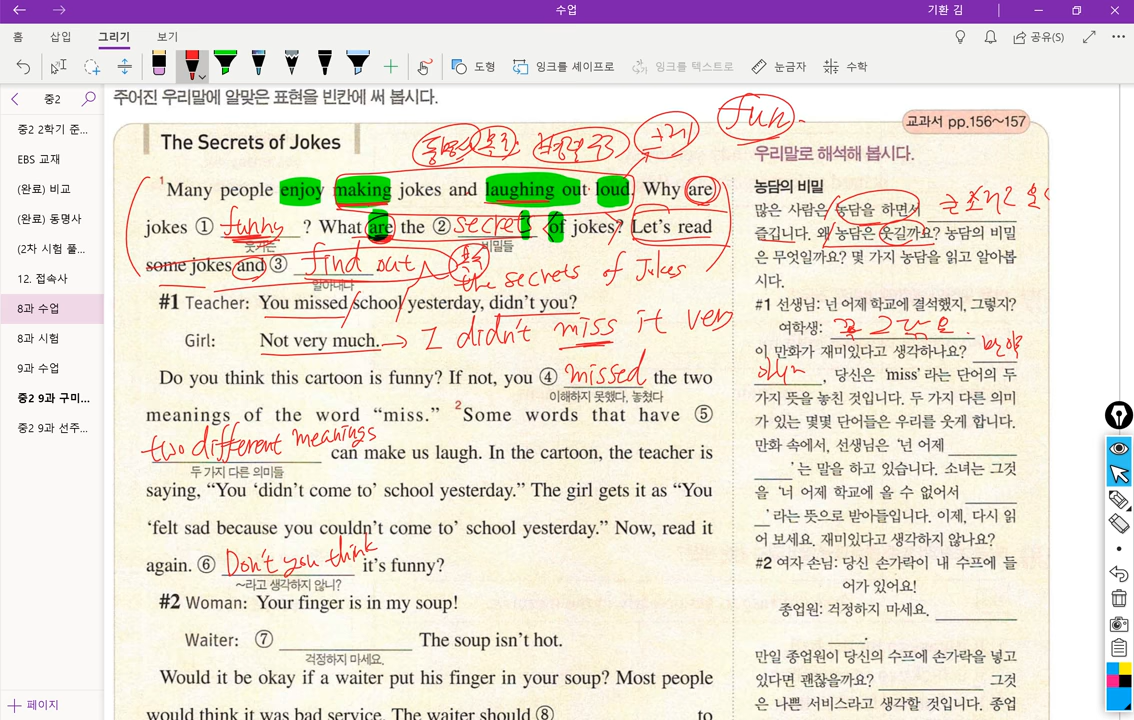 수업
기환 김
홈 삽입 그리기 보기
공유(S)
도형 잉크를 셰이프로 잉크를 텍스트로 눈금자 수학
중2
중2 2학기 준...
EBS 교재
(완료) 비교
(완료) 동명사
(2차 시험 풀...
12. 접속사
8과 수업
8과 시험
9과 수업
중2 9과 구미...
중2 9과 선주...
페이지
주어진 우리말에 알맞은 표현을 빈칸에 써 봅시다.
fun.
교과서 pp.156~157
The Secrets of Jokes
동명사
1Many people enjoy making jokes and laughing out loud. Why are
jokes ① funny ? What are the ② secrets of jokes? Let's read
웃기는 비밀들
some jokes and ③ find out the secrets of Jokes
알아내다
#1 Teacher: You missed school yesterday, didn't you?
Girl: Not very much. → I didn't miss it very
Do you think this cartoon is funny? If not, you ④ missed the two
이해하지 못했다, 놓쳤다
meanings of the word “miss.” 2Some words that have ⑤
two different meanings can make us laugh. In the cartoon, the teacher is
두 가지 다른 의미들
saying, “You ‘didn't come to’ school yesterday.” The girl gets it as “You
‘felt sad because you couldn't come to’ school yesterday.” Now, read it
again. ⑥ Don't you think it's funny?
~라고 생각하지 않니?
#2 Woman: Your finger is in my soup!
Waiter: ⑦ The soup isn't hot.
걱정하지 마세요.
Would it be okay if a waiter put his finger in your soup? Most people
would think it was bad service. The waiter should ⑧ to
우리말로 해석해 봅시다.
농담의 비밀
많은 사람은 농담을 하면서
즐깁니다. 왜 농담은 웃길까요? 농담의 비밀
은 무엇일까요? 몇 가지 농담을 읽고 알아봅
시다.
#1 선생님: 넌 어제 학교에 결석했지, 그렇지?
여학생:
이 만화가 재미있다고 생각하나요? 만약
, 당신은 ‘miss’라는 단어의 두
가지 뜻을 놓친 것입니다. 두 가지 다른 의미
가 있는 몇몇 단어들은 우리를 웃게 합니다.
만화 속에서, 선생님은 ‘넌 어제
’는 말을 하고 있습니다. 소녀는 그것
을 ‘너 어제 학교에 올 수 없어서
’라는 뜻으로 받아들입니다. 이제, 다시 읽
어 보세요. 재미있다고 생각하지 않나요?
#2 여자 손님: 당신 손가락이 내 수프에 들
어가 있어요!
종업원: 걱정하지 마세요.
.
만일 종업원이 당신의 수프에 손가락을 넣고
있다면 괜찮을까요? 그것
은 나쁜 서비스라고 생각할 것입니다. 종업